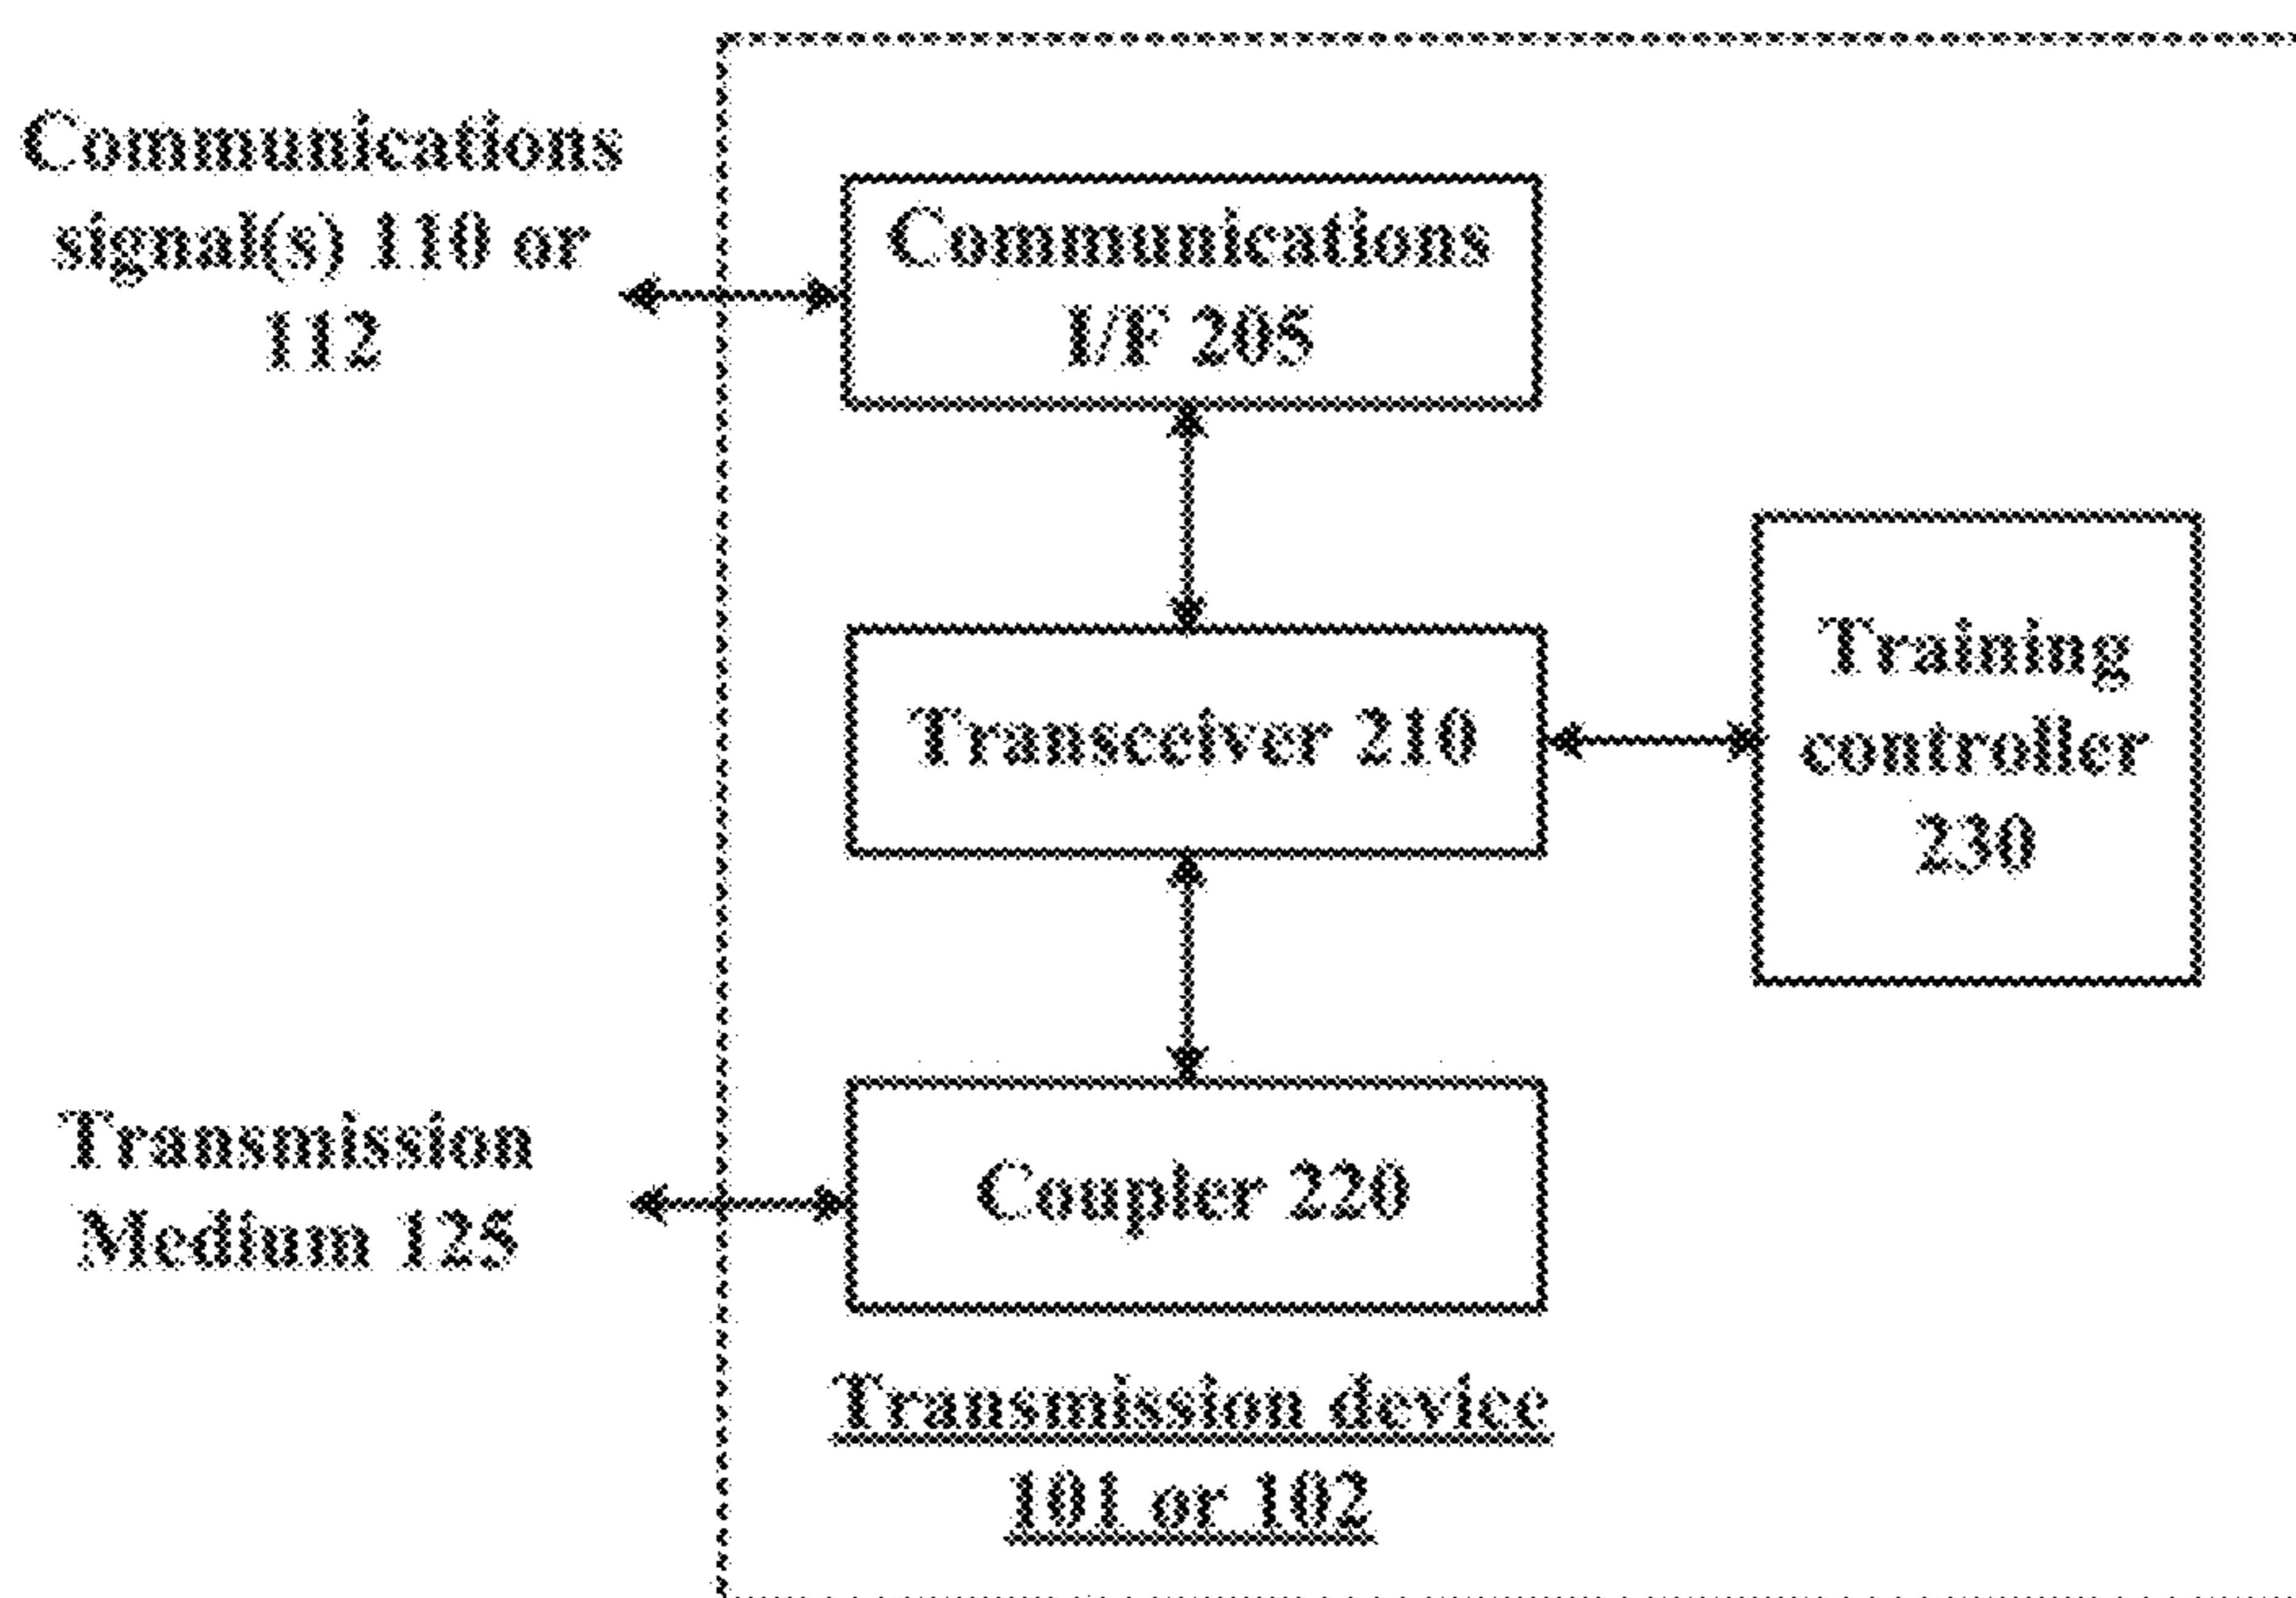 Communications
signal(s) 110 or
112
Communications
I/F 205
Transceiver 210
Training
controller
230
Transmission
Medium 125
Coupler 220
Transmission device
101 or 102